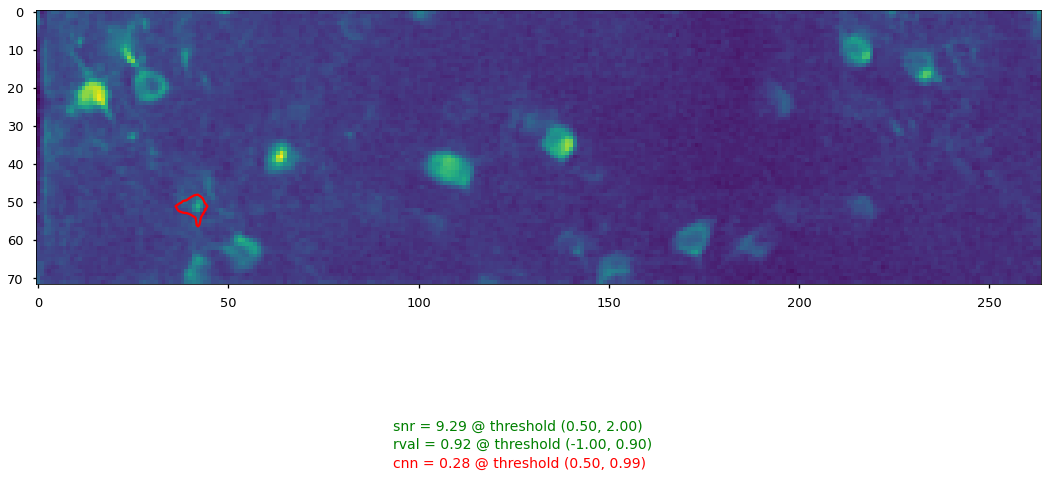 0
10
20
30
40
50
60
70
0 50 100 150 200 250
snr = 9.29 @ threshold (0.50, 2.00)
rval = 0.92 @ threshold (-1.00, 0.90)
cnn = 0.28 @ threshold (0.50, 0.99)